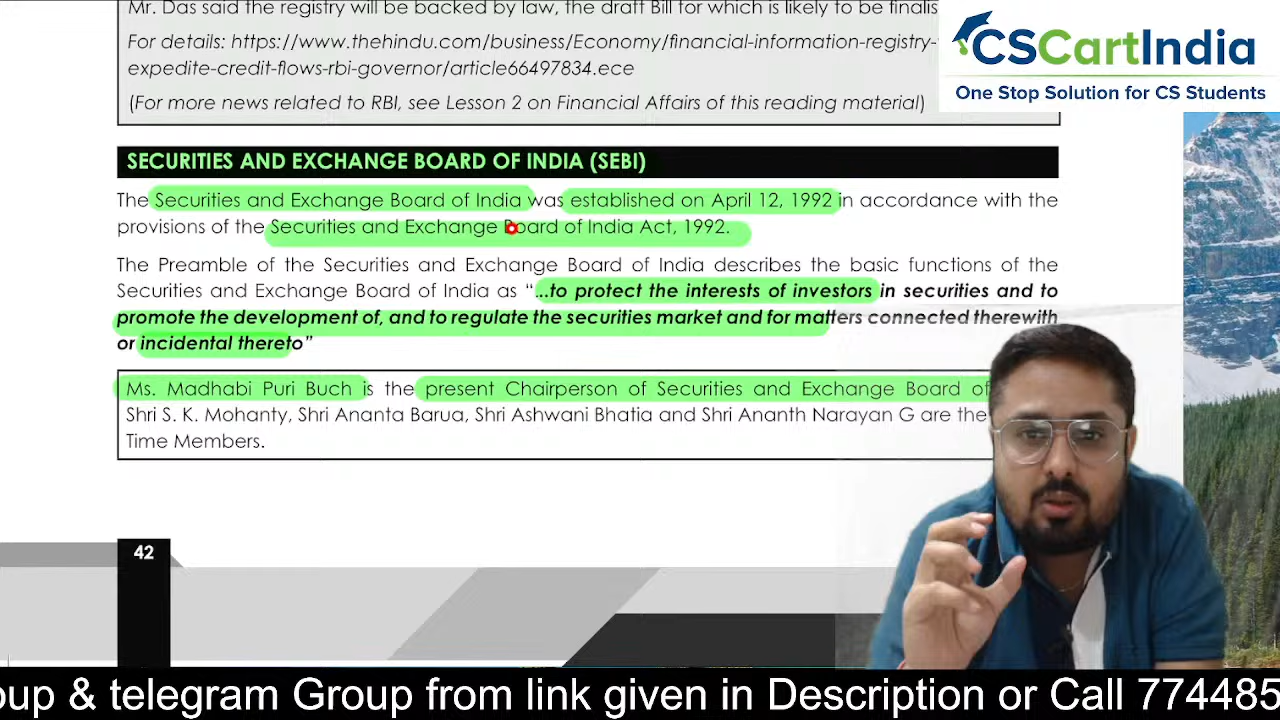 Mr. Das said the registry will be backed by law, the draft Bill for which is likely to be finalis
For details: https://www.thehindu.com/business/Economy/financial-information-registry-
expedite-credit-flows-rbi-governor/article66497834.ece
(For more news related to RBI, see Lesson 2 on Financial Affairs of this reading material)
CSCartIndia
One Stop Solution for CS Students
SECURITIES AND EXCHANGE BOARD OF INDIA (SEBI)
The Securities and Exchange Board of India was established on April 12, 1992 in accordance with the
provisions of the Securities and Exchange Board of India Act, 1992.
The Preamble of the Securities and Exchange Board of India describes the basic functions of the
Securities and Exchange Board of India as “...to protect the interests of investors in securities and to
promote the development of, and to regulate the securities market and for matters connected therewith
or incidental thereto”
Ms. Madhabi Puri Buch is the present Chairperson of Securities and Exchange Board of
Shri S. K. Mohanty, Shri Ananta Barua, Shri Ashwani Bhatia and Shri Ananth Narayan G are the
Time Members.
42
oup & telegram Group from link given in Description or Call 774485